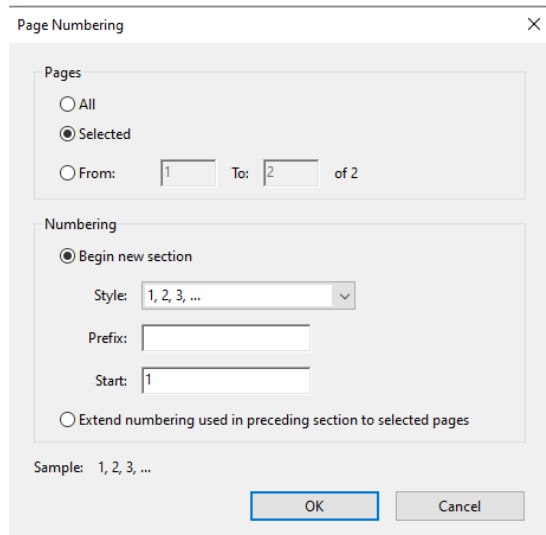 Page Numbering
Pages
All
Selected
From: 1 To: 2 of 2
Numbering
Begin new section
Style: 1, 2, 3, ...
Prefix:
Start: 1
Extend numbering used in preceding section to selected pages
Sample: 1, 2, 3, ...
OK Cancel